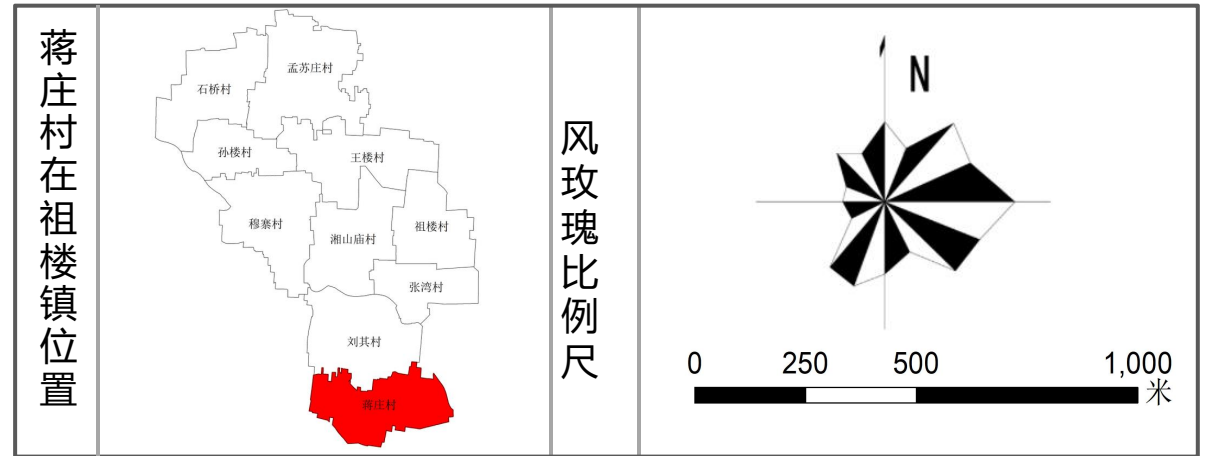 蒋庄村在祖楼镇位置
孟苏庄村
石桥村
孙楼村
王楼村
穆寨村
湘山庙村
祖楼村
张湾村
刘其村
蒋庄村
风玫瑰比例尺
N
0 250 500 1,000
米